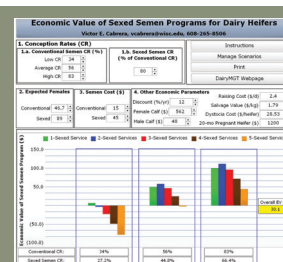 Economic Value of Sexed Semen Programs for Dairy Heifers
Victor E. Cabrera, vcabrera@wisc.edu, 608-265-8506
1. Conception Rates (CR)
1.a. Conventional Semen CR (%)
Low CR 34
Average CR 56
High CR 83
1.b. Sexed Semen CR
(% of Conventional CR)
80
Instructions
Manage Scenarios
Print
DairyMGT Webpage
2. Expected Females
Conventional 46.7
Sexed 89
3. Semen Cost ($)
Conventional 15
Sexed 45
4. Other Economic Parameters
Discount (%/yr) 12
Female Calf ($) 562
Male Calf ($) 48
Raising Cost ($/d) 2.4
Salvage Value ($/kg) 1.79
Dystocia Cost ($/heifer) 28.53
20-mo Pregnant Heifer ($) 1200
Economic Value of Sexed Semen Program ($)
1-Sexed Service 2-Sexed Services 3-Sexed Services 4-Sexed Services 5-Sexed Services
150.0
100.0
50.0
(50.0)
(100.0)
Overall EV
30.1
Conventional CR: 34% 56% 83%
Sexed Semen CR: 27.2% 44.8% 66.4%